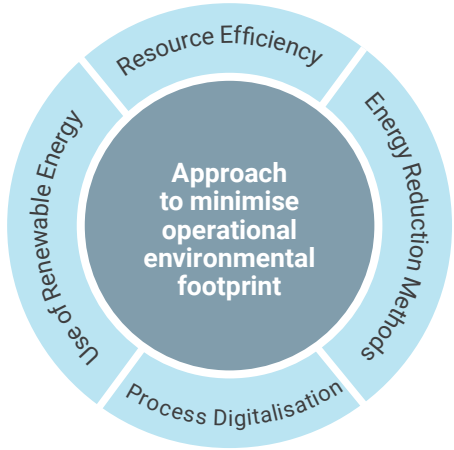 Resource Efficiency
Energy Reduction Methods
Process Digitalisation
Use of Renewable Energy
Approach
to minimise
operational
environmental
footprint